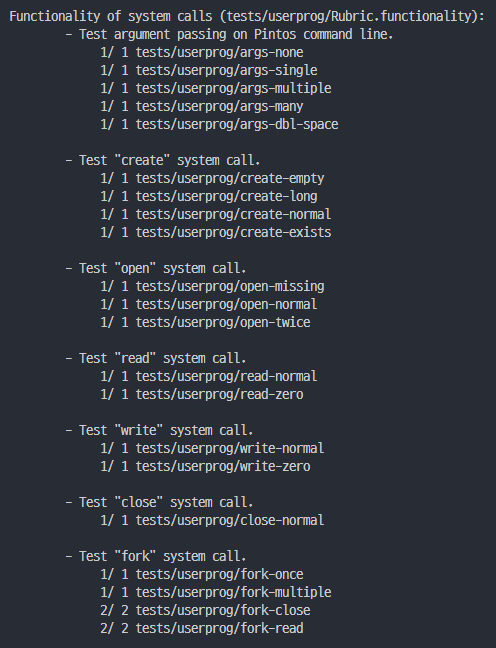 Functionality of system calls (tests/userprog/Rubric.functionality):
- Test argument passing on Pintos command line.
1/ 1 tests/userprog/args-none
1/ 1 tests/userprog/args-single
1/ 1 tests/userprog/args-multiple
1/ 1 tests/userprog/args-many
1/ 1 tests/userprog/args-dbl-space
- Test "create" system call.
1/ 1 tests/userprog/create-empty
1/ 1 tests/userprog/create-long
1/ 1 tests/userprog/create-normal
1/ 1 tests/userprog/create-exists
- Test "open" system call.
1/ 1 tests/userprog/open-missing
1/ 1 tests/userprog/open-normal
1/ 1 tests/userprog/open-twice
- Test "read" system call.
1/ 1 tests/userprog/read-normal
1/ 1 tests/userprog/read-zero
- Test "write" system call.
1/ 1 tests/userprog/write-normal
1/ 1 tests/userprog/write-zero
- Test "close" system call.
1/ 1 tests/userprog/close-normal
- Test "fork" system call.
1/ 1 tests/userprog/fork-once
1/ 1 tests/userprog/fork-multiple
2/ 2 tests/userprog/fork-close
2/ 2 tests/userprog/fork-read